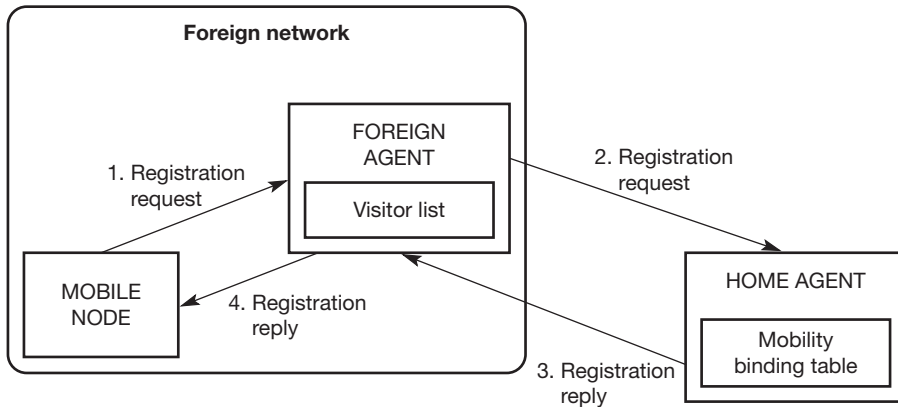 Foreign network
FOREIGN
AGENT
Visitor list
1. Registration
request
2. Registration
request
MOBILE
NODE
4. Registration
reply
HOME AGENT
Mobility
binding table
3. Registration
reply